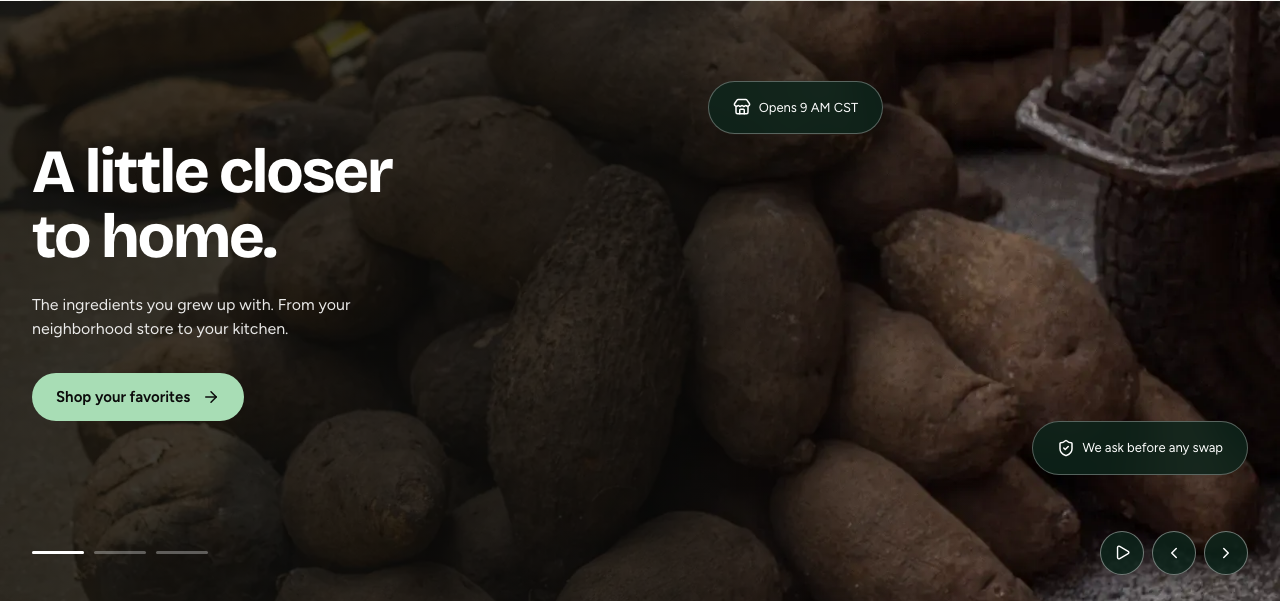 Opens 9 AM CST
A little closer
to home.
The ingredients you grew up with. From your
neighborhood store to your kitchen.
Shop your favorites
We ask before any swap